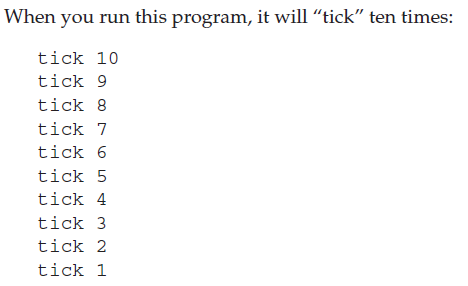 When you run this program, it will “tick” ten times:
tick 10
tick 9
tick 8
tick 7
tick 6
tick 5
tick 4
tick 3
tick 2
tick 1